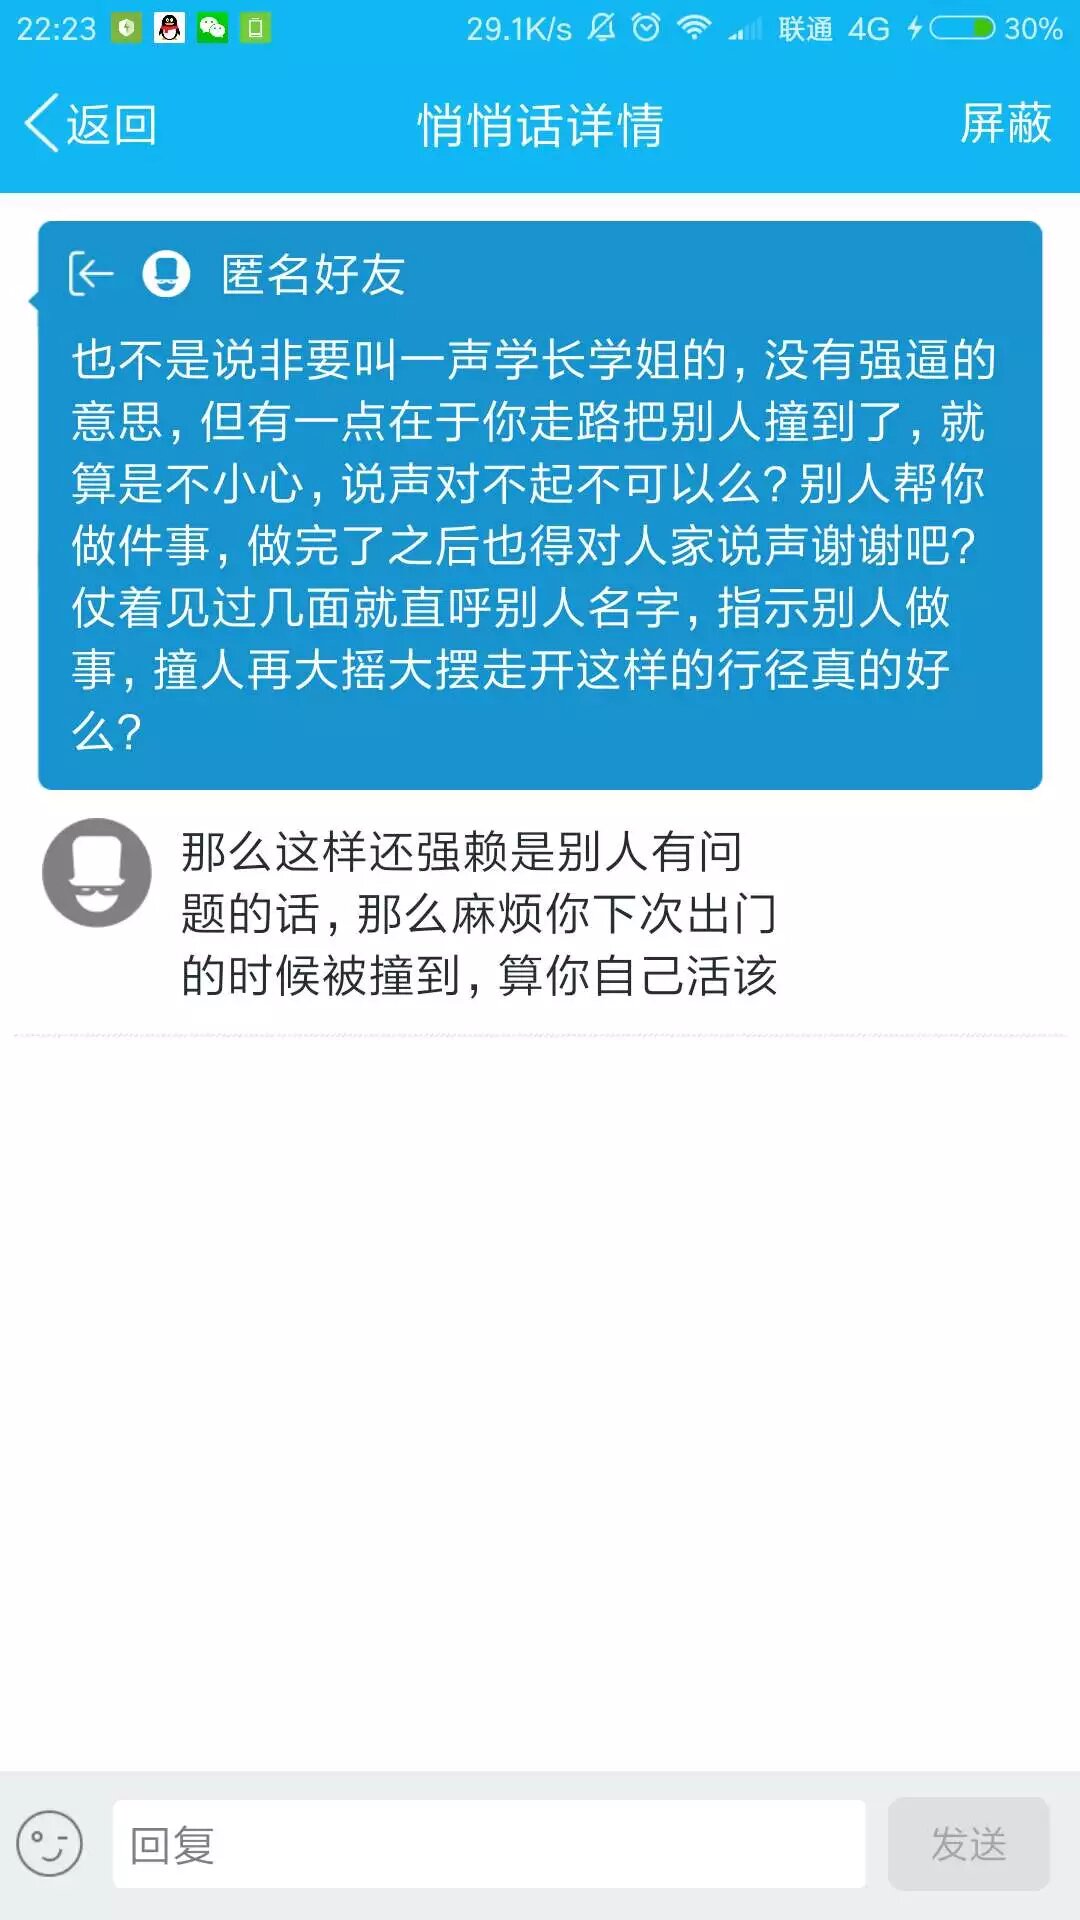 22:23 29.1K/s 联通 4G 30%
返回 悄悄话详情 屏蔽
匿名好友
也不是说非要叫一声学长学姐的，没有强逼的
意思，但有一点在于你走路把别人撞到了，就
算是不小心，说声对不起不可以么？别人帮你
做件事，做完了之后也得对人家说声谢谢吧？
仗着见过几面就直呼别人名字，指示别人做
事，撞人再大摇大摆走开这样的行径真的好
么？
那么这样还强赖是别人有问
题的话，那么麻烦你下次出门
的时候被撞到，算你自己活该
回复 发送